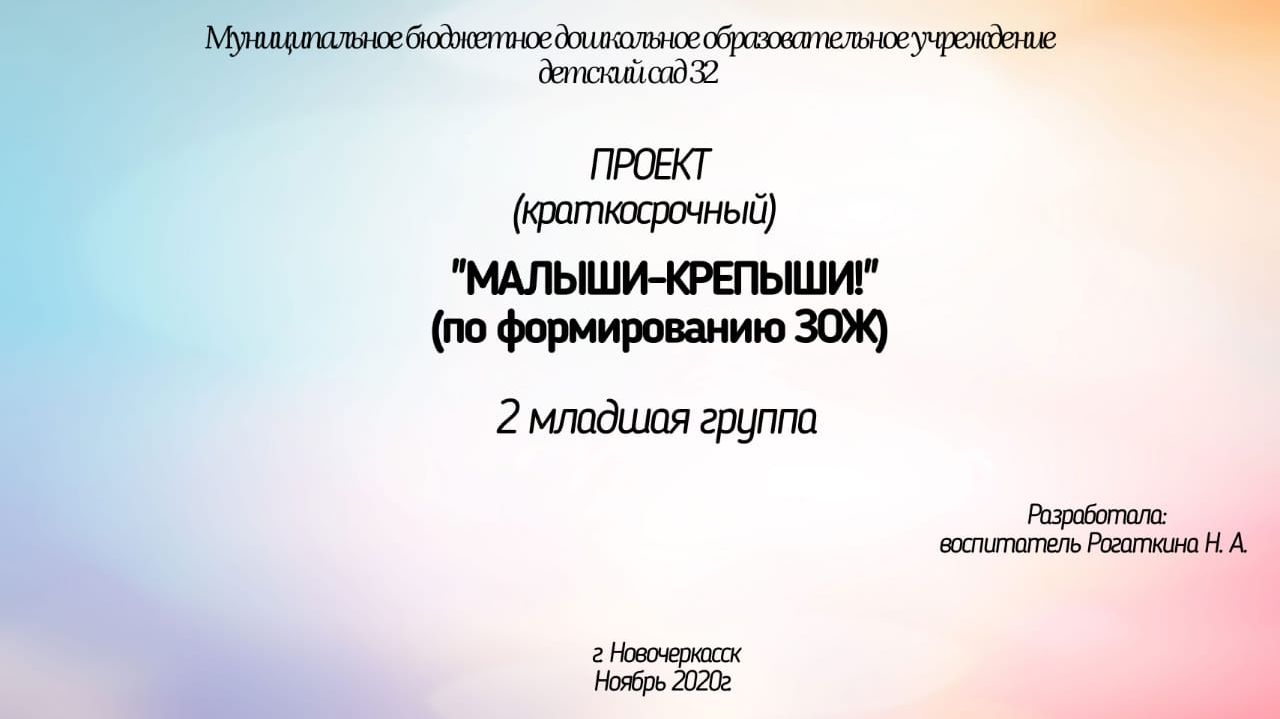 Муниципальное бюджетное дошкольное образовательное учреждение
детский сад 32
ПРОЕКТ
(краткосрочный)
"МАЛЫШИ-КРЕПЫШИ!"
(по формированию ЗОЖ)
2 младшая группа
Разработала:
воспитатель Рогаткина Н. А.
г. Новочеркасск
Ноябрь 2020г.